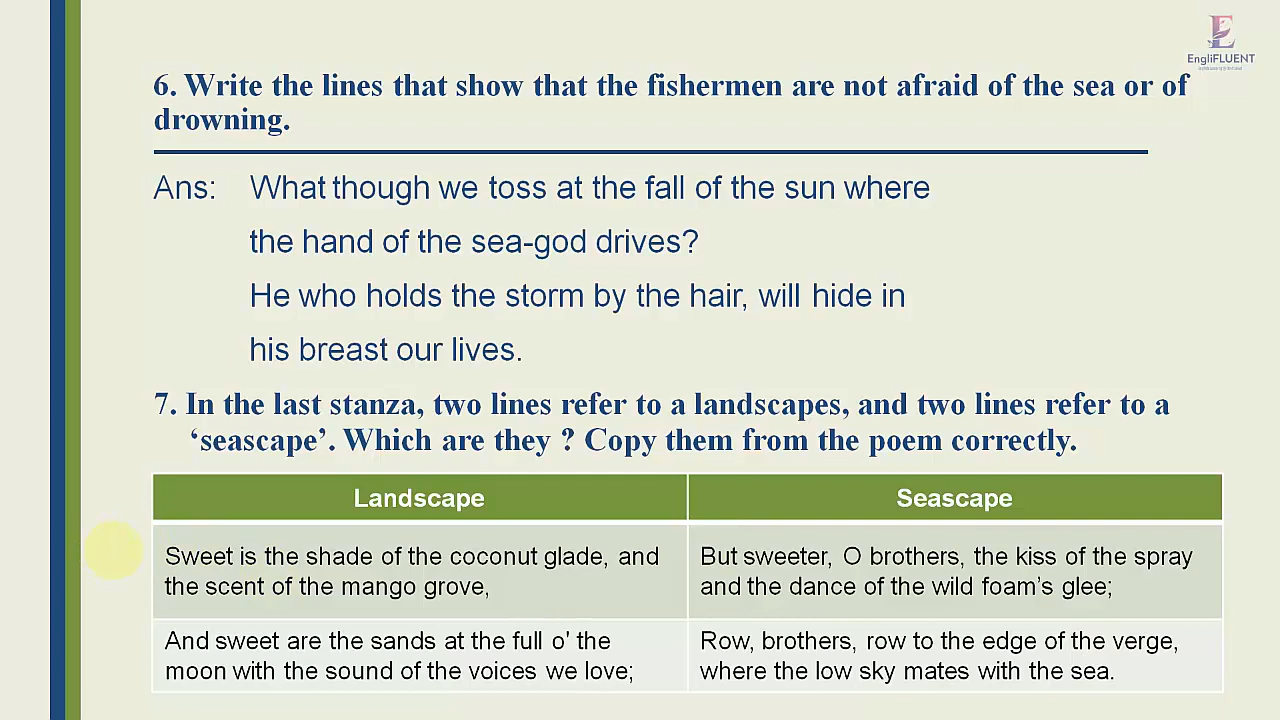 EngliFLUENT
6. Write the lines that show that the fishermen are not afraid of the sea or of
drowning.
Ans: What though we toss at the fall of the sun where
the hand of the sea-god drives?
He who holds the storm by the hair, will hide in
his breast our lives.
7. In the last stanza, two lines refer to a landscapes, and two lines refer to a
‘seascape’. Which are they ? Copy them from the poem correctly.
Landscape
Seascape
Sweet is the shade of the coconut glade, and
the scent of the mango grove,
But sweeter, O brothers, the kiss of the spray
and the dance of the wild foam’s glee;
And sweet are the sands at the full o' the
moon with the sound of the voices we love;
Row, brothers, row to the edge of the verge,
where the low sky mates with the sea.